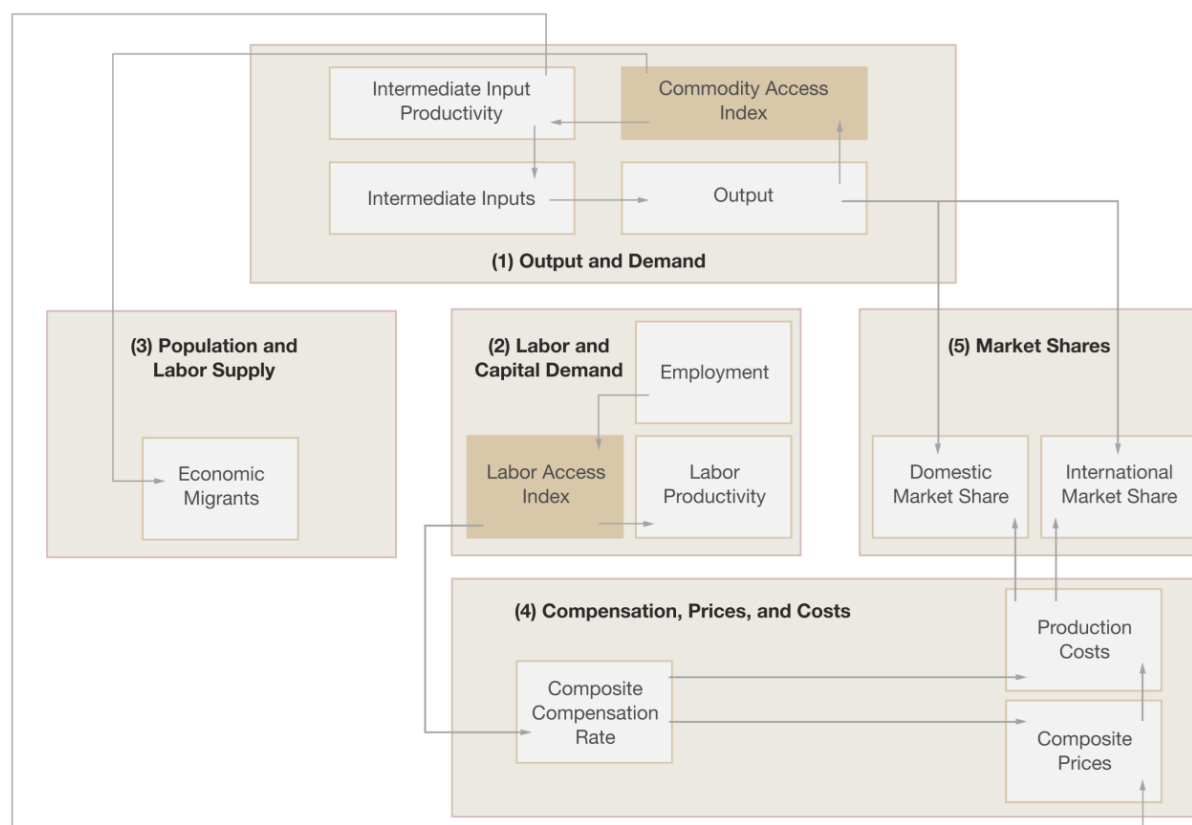 Intermediate Input
Productivity
Commodity Access
Index
Intermediate Inputs
Output
(1) Output and Demand
(3) Population and
Labor Supply
Economic
Migrants
(2) Labor and
Capital Demand
Employment
Labor Access
Index
Labor
Productivity
(5) Market Shares
Domestic
Market Share
International
Market Share
(4) Compensation, Prices, and Costs
Production
Costs
Composite
Compensation
Rate
Composite
Prices